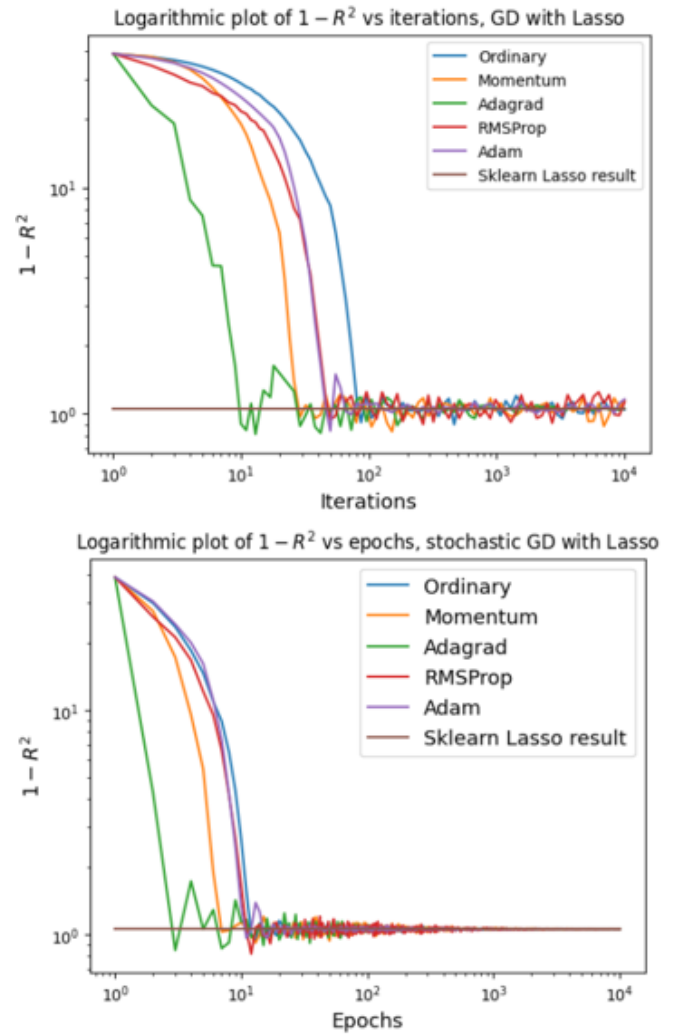 Logarithmic plot of 1 − R² vs iterations, GD with Lasso
Ordinary
Momentum
Adagrad
RMSProp
Adam
Sklearn Lasso result
1 − R²
10¹
10⁰
10⁰ 10¹ 10² 10³ 10⁴
Iterations
Logarithmic plot of 1 − R² vs epochs, stochastic GD with Lasso
Ordinary
Momentum
Adagrad
RMSProp
Adam
Sklearn Lasso result
1 − R²
10¹
10⁰
10⁰ 10¹ 10² 10³ 10⁴
Epochs